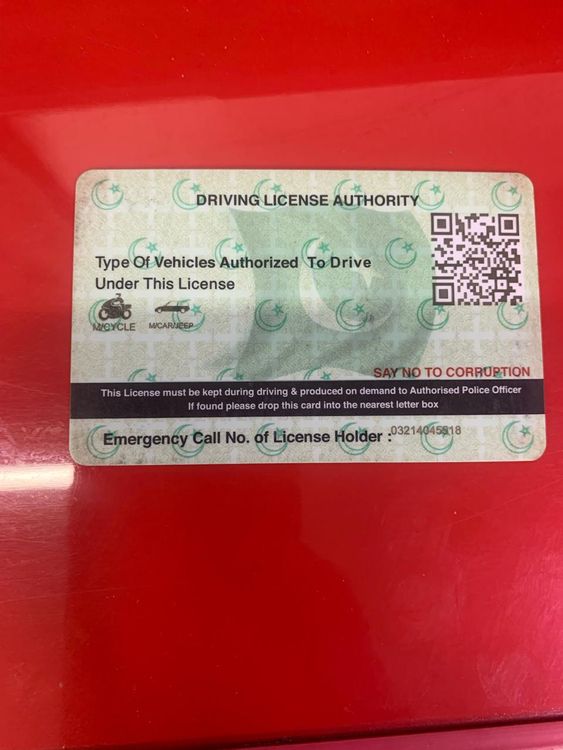 DRIVING LICENSE AUTHORITY
Type Of Vehicles Authorized To Drive
Under This License
M/CYCLE M/CAR/JEEP
SAY NO TO CORRUPTION
This License must be kept during driving & produced on demand to Authorised Police Officer
If found please drop this card into the nearest letter box
Emergency Call No. of License Holder : 03214045918